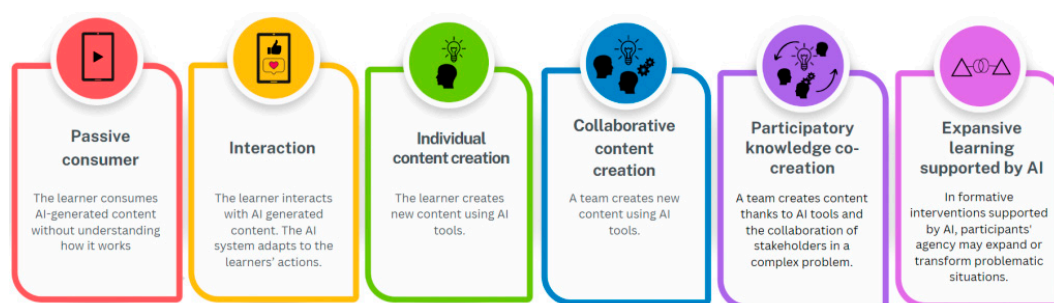 Passive
consumer
The learner consumes
AI-generated content
without understanding
how it works
Interaction
The learner interacts
with AI generated
content. The AI
system adapts to the
learners' actions.
Individual
content creation
The learner creates
new content using AI
tools.
Collaborative
content
creation
A team creates new
content using AI
tools.
Participatory
knowledge co-
creation
A team creates content
thanks to AI tools and
the collaboration of
stakeholders in a
complex problem.
Expansive
learning
supported by AI
In formative
interventions supported
by AI, participants'
agency may expand or
transform problematic
situations.